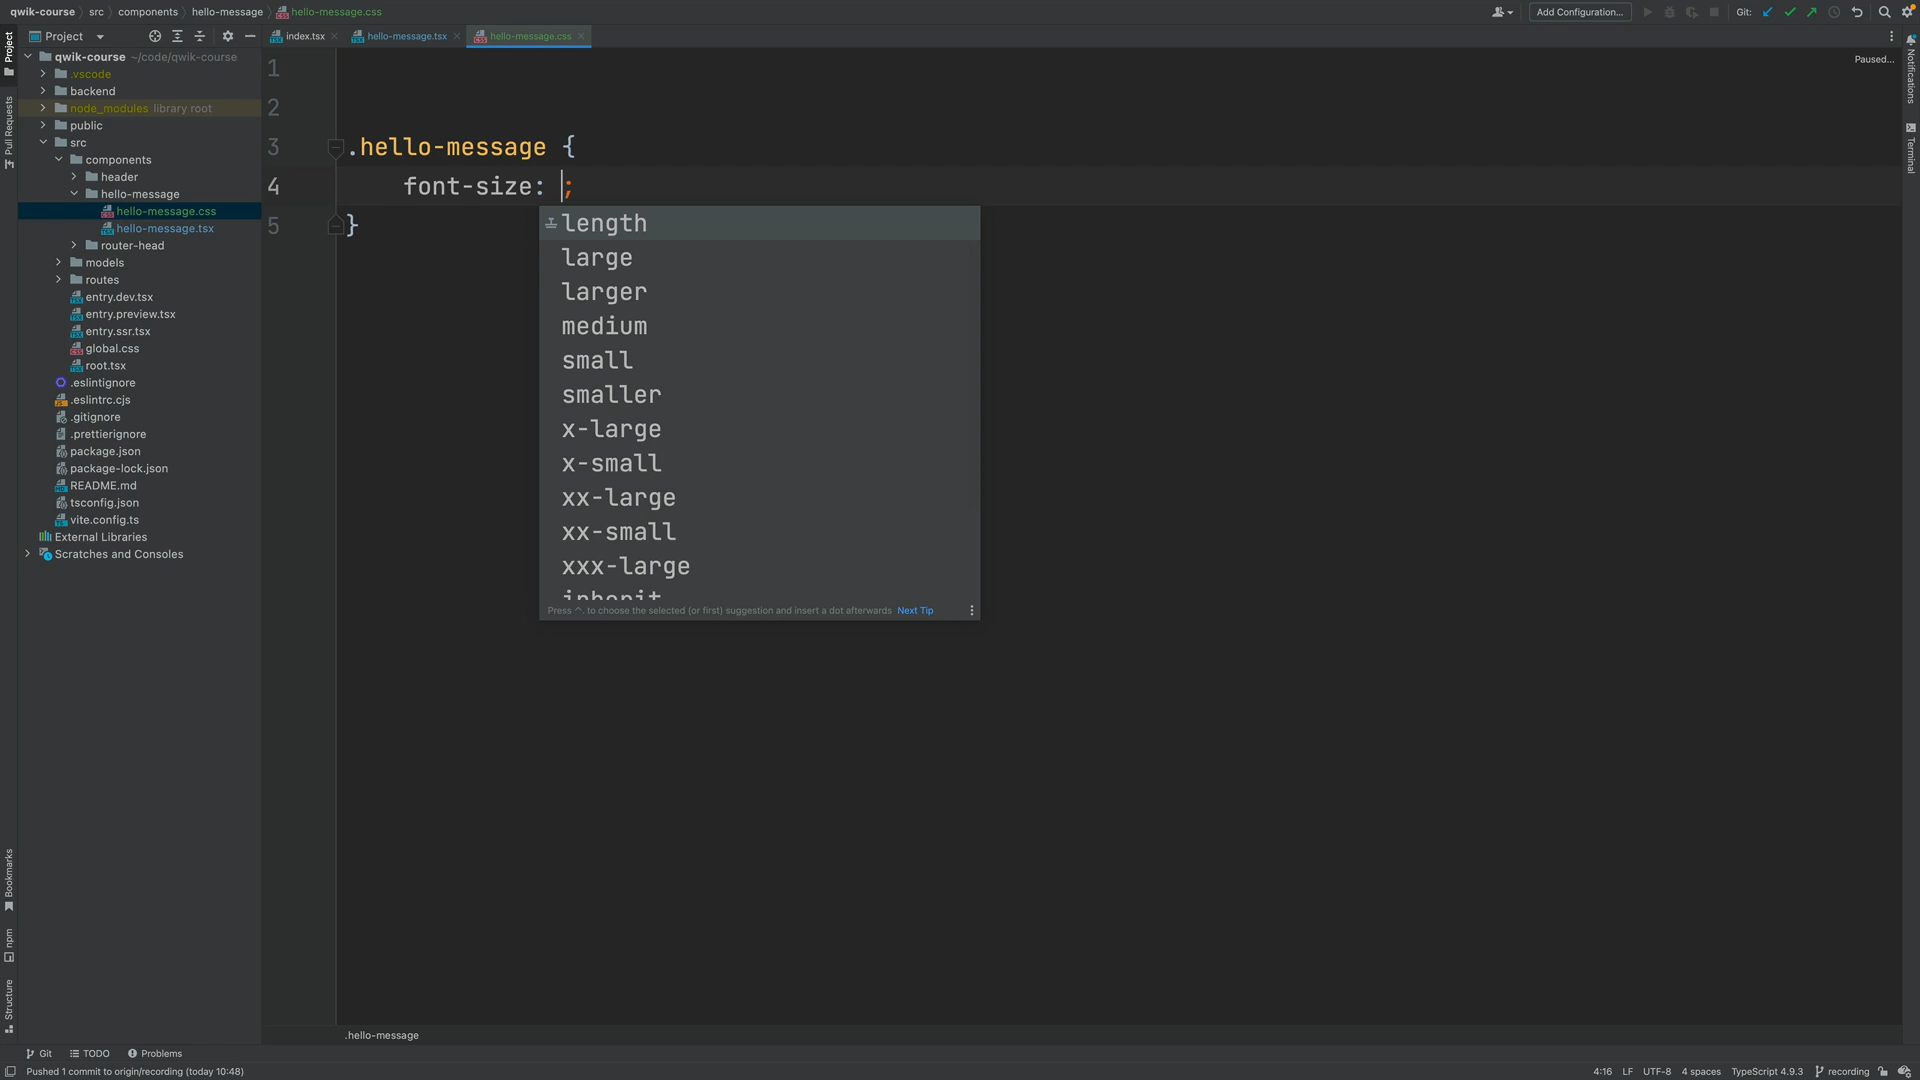 qwik-course src components hello-message hello-message.css
Add Configuration...
Git:
Project
index.tsx
hello-message.tsx
hello-message.css
Paused...
Project
Pull Requests
Bookmarks
npm
Structure
Notifications
Terminal
qwik-course ~/code/qwik-course
.vscode
backend
node_modules library root
public
src
components
header
hello-message
hello-message.css
hello-message.tsx
router-head
models
routes
entry.dev.tsx
entry.preview.tsx
entry.ssr.tsx
global.css
root.tsx
.eslintignore
.eslintrc.cjs
.gitignore
.prettierignore
package.json
package-lock.json
README.md
tsconfig.json
vite.config.ts
External Libraries
Scratches and Consoles
1
2
3 .hello-message {
4 font-size: ;
5 }
length
large
larger
medium
small
smaller
x-large
x-small
xx-large
xx-small
xxx-large
inherit
Press ^. to choose the selected (or first) suggestion and insert a dot afterwards Next Tip
.hello-message
Git TODO Problems
Pushed 1 commit to origin/recording (today 10:48)
4:16 LF UTF-8 4 spaces TypeScript 4.9.3 recording